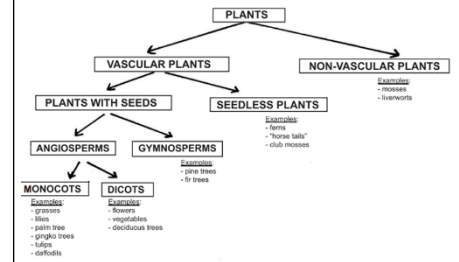 PLANTS
VASCULAR PLANTS
NON-VASCULAR PLANTS
Examples:
- mosses
- liverworts
PLANTS WITH SEEDS
SEEDLESS PLANTS
Examples:
- ferns
- "horse tails"
- club mosses
ANGIOSPERMS
GYMNOSPERMS
Examples:
- pine trees
- fir trees
MONOCOTS
Examples:
- grasses
- lilies
- palm tree
- gingko trees
- tulips
- daffodils
DICOTS
Examples:
- flowers
- vegetables
- deciduous trees